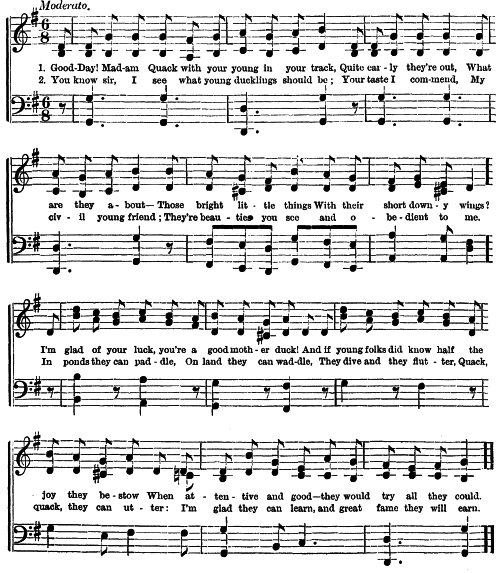 Moderato.
1. Good-Day! Mad-am Quack with your young in your track, Quite ear-ly they're out, What
2. You know sir, I see what young ducklings should be; Your taste I com-mend, My
are they a-bout— Those bright lit-tle things With their short down-y wings?
civ-il young friend; They're beau-ties you see and o-be-dient to me.
I'm glad of your luck, you're a good moth-er duck! And if young folks did know half the
In ponds they can pad-dle, On land they can wad-dle, They dive and they flut-ter, Quack,
joy they be-stow When at-ten-tive and good—they would try all they could.
quack, they can ut-ter: I'm glad they can learn, and great fame they will earn.